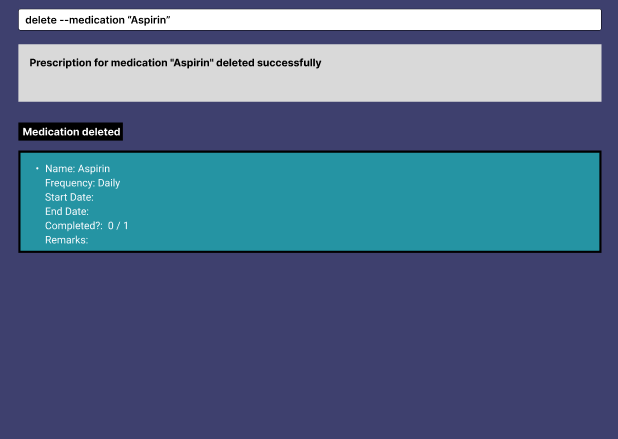 delete --medication “Aspirin”
Prescription for medication "Aspirin" deleted successfully
Medication deleted
• Name: Aspirin
Frequency: Daily
Start Date:
End Date:
Completed?: 0 / 1
Remarks: